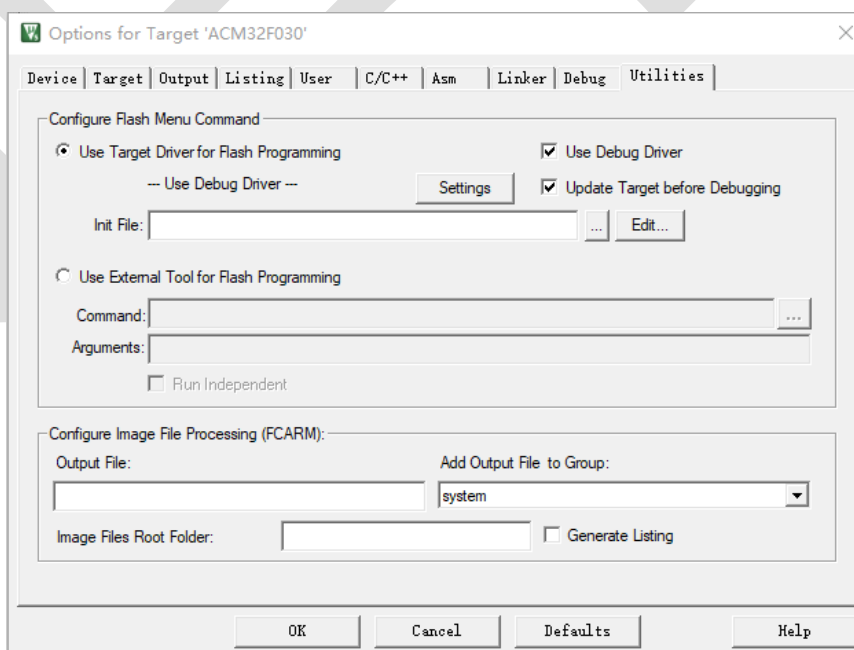 Options for Target 'ACM32F030'
Device Target Output Listing User C/C++ Asm Linker Debug Utilities
Configure Flash Menu Command
Use Target Driver for Flash Programming Use Debug Driver
--- Use Debug Driver --- Settings Update Target before Debugging
Init File: ... Edit...
Use External Tool for Flash Programming
Command: ...
Arguments:
Run Independent
Configure Image File Processing (FCARM):
Output File: Add Output File to Group:
system
Image Files Root Folder: Generate Listing
OK Cancel Defaults Help